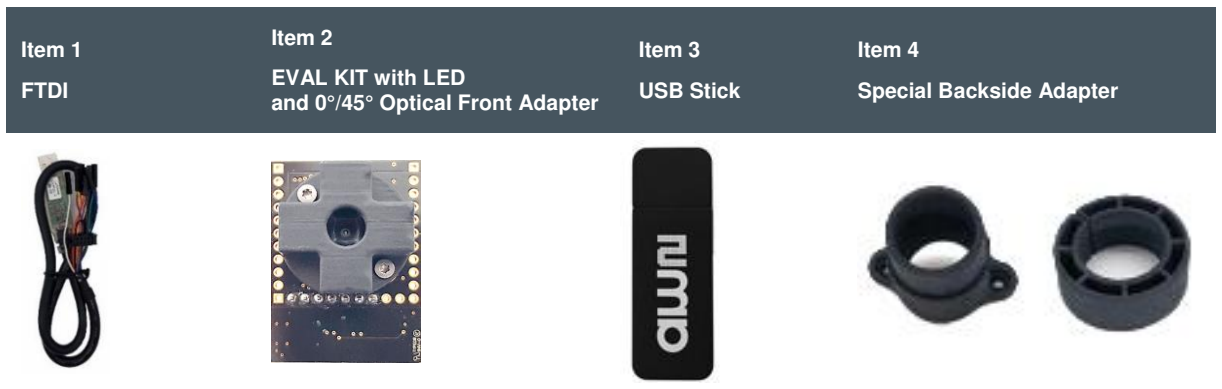 Item 1
FTDI
Item 2
EVAL KIT with LED
and 0°/45° Optical Front Adapter
Item 3
USB Stick
Item 4
Special Backside Adapter